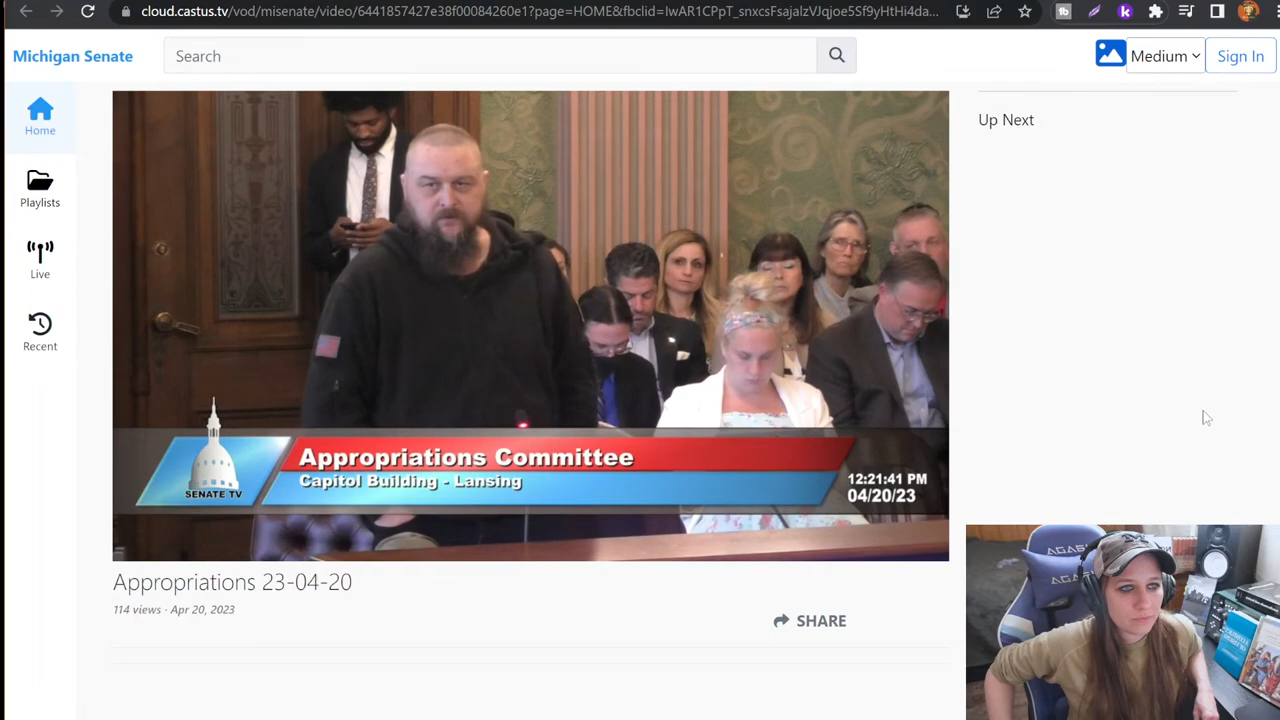 cloud.castus.tv/vod/misenate/video/6441857427e38f00084260e1?page=HOME&fbclid=IwAR1CPpT_snxcsFsajalzVJqjoe5Sf9yHtHi4da...
Michigan Senate
Search
Medium
Sign In
Home
Playlists
Live
Recent
Up Next
Appropriations Committee
Capitol Building - Lansing
SENATE TV
12:21:41 PM
04/20/23
Appropriations 23-04-20
114 views · Apr 20, 2023
SHARE
AGASI